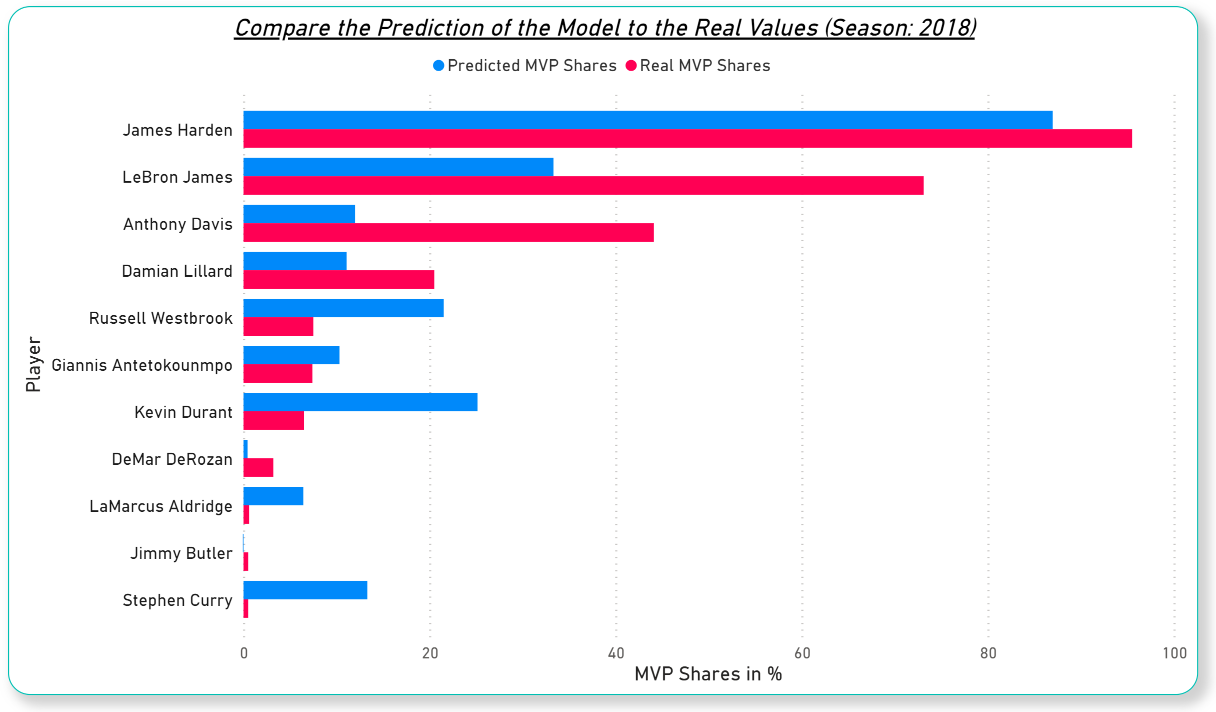 Compare the Prediction of the Model to the Real Values (Season: 2018)
Predicted MVP Shares Real MVP Shares
James Harden
LeBron James
Anthony Davis
Damian Lillard
Russell Westbrook
Giannis Antetokounmpo
Kevin Durant
DeMar DeRozan
LaMarcus Aldridge
Jimmy Butler
Stephen Curry
Player
0 20 40 60 80 100
MVP Shares in %